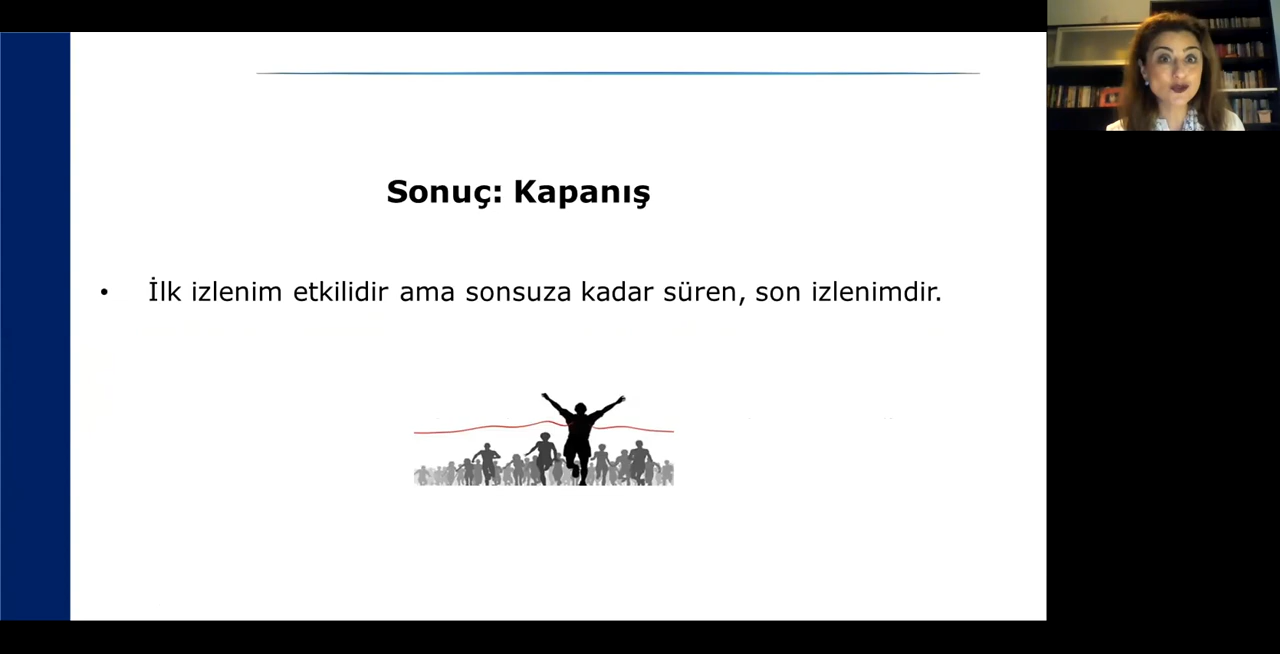 Sonuç: Kapanış
• İlk izlenim etkilidir ama sonsuza kadar süren, son izlenimdir.